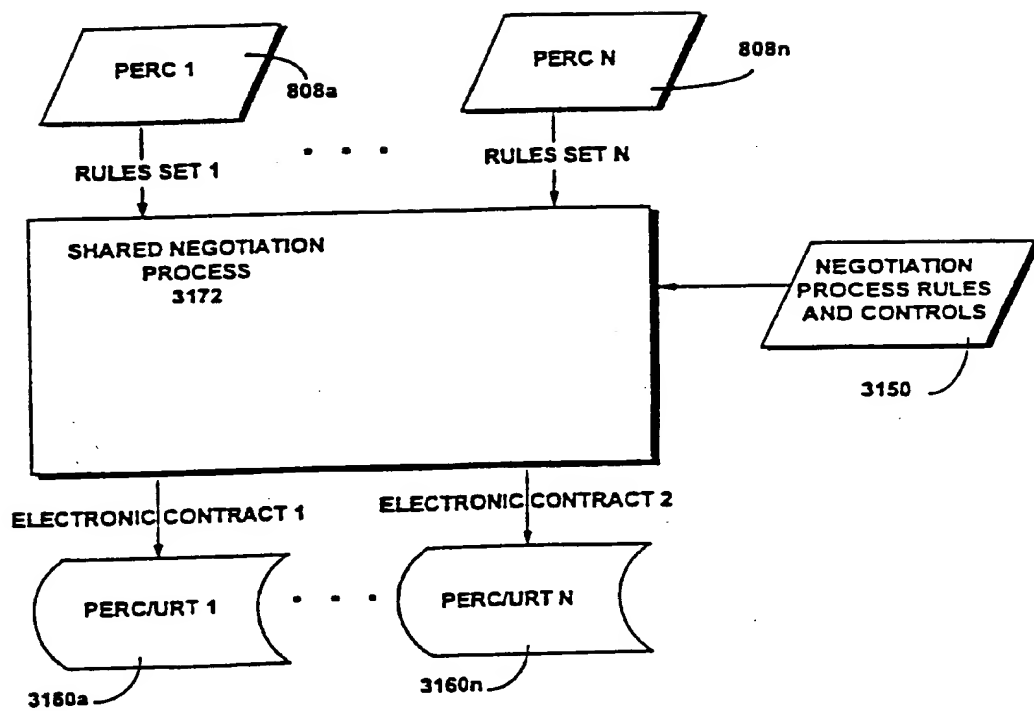 PERC 1
808a
PERC N
808n
RULES SET 1
RULES SET N
SHARED NEGOTIATION
PROCESS
3172
NEGOTIATION
PROCESS RULES
AND CONTROLS
3150
ELECTRONIC CONTRACT 1
ELECTRONIC CONTRACT 2
PERC/URT 1
PERC/URT N
3160a
3160n